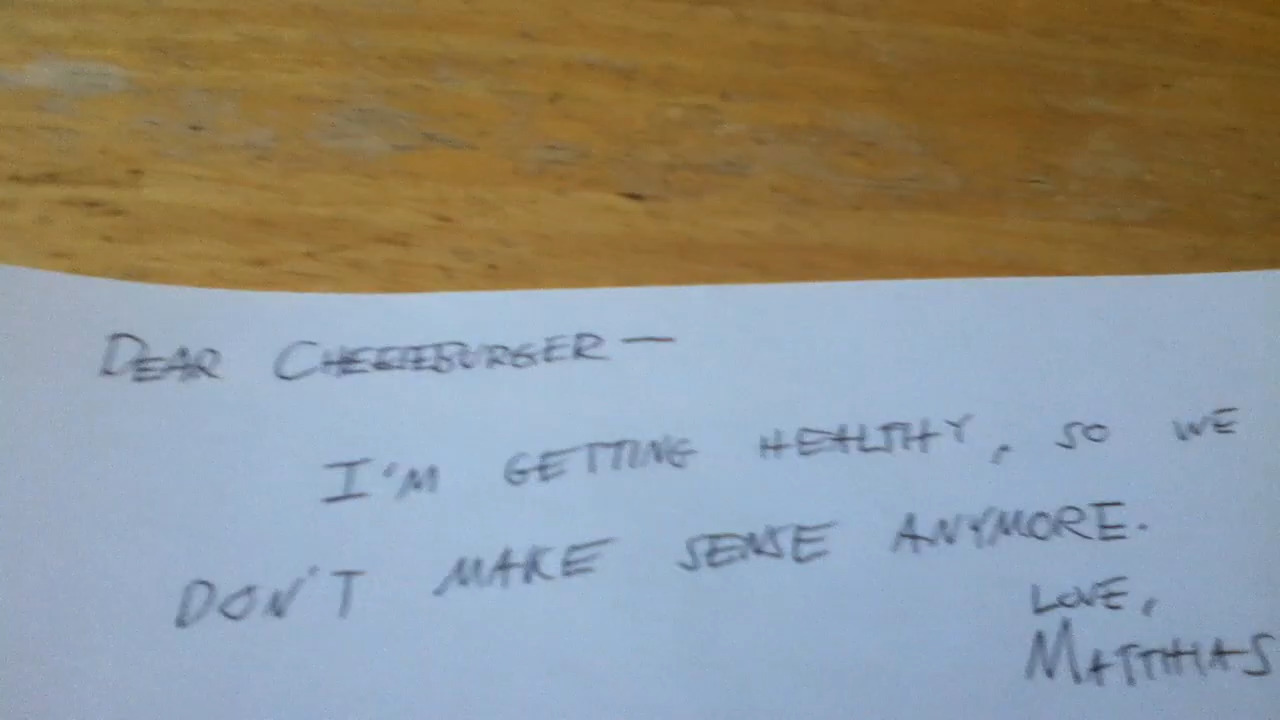 DEAR CHEESEBURGER —
I'M GETTING HEALTHY, SO WE
DON'T MAKE SENSE ANYMORE.
LOVE,
MATTHIAS